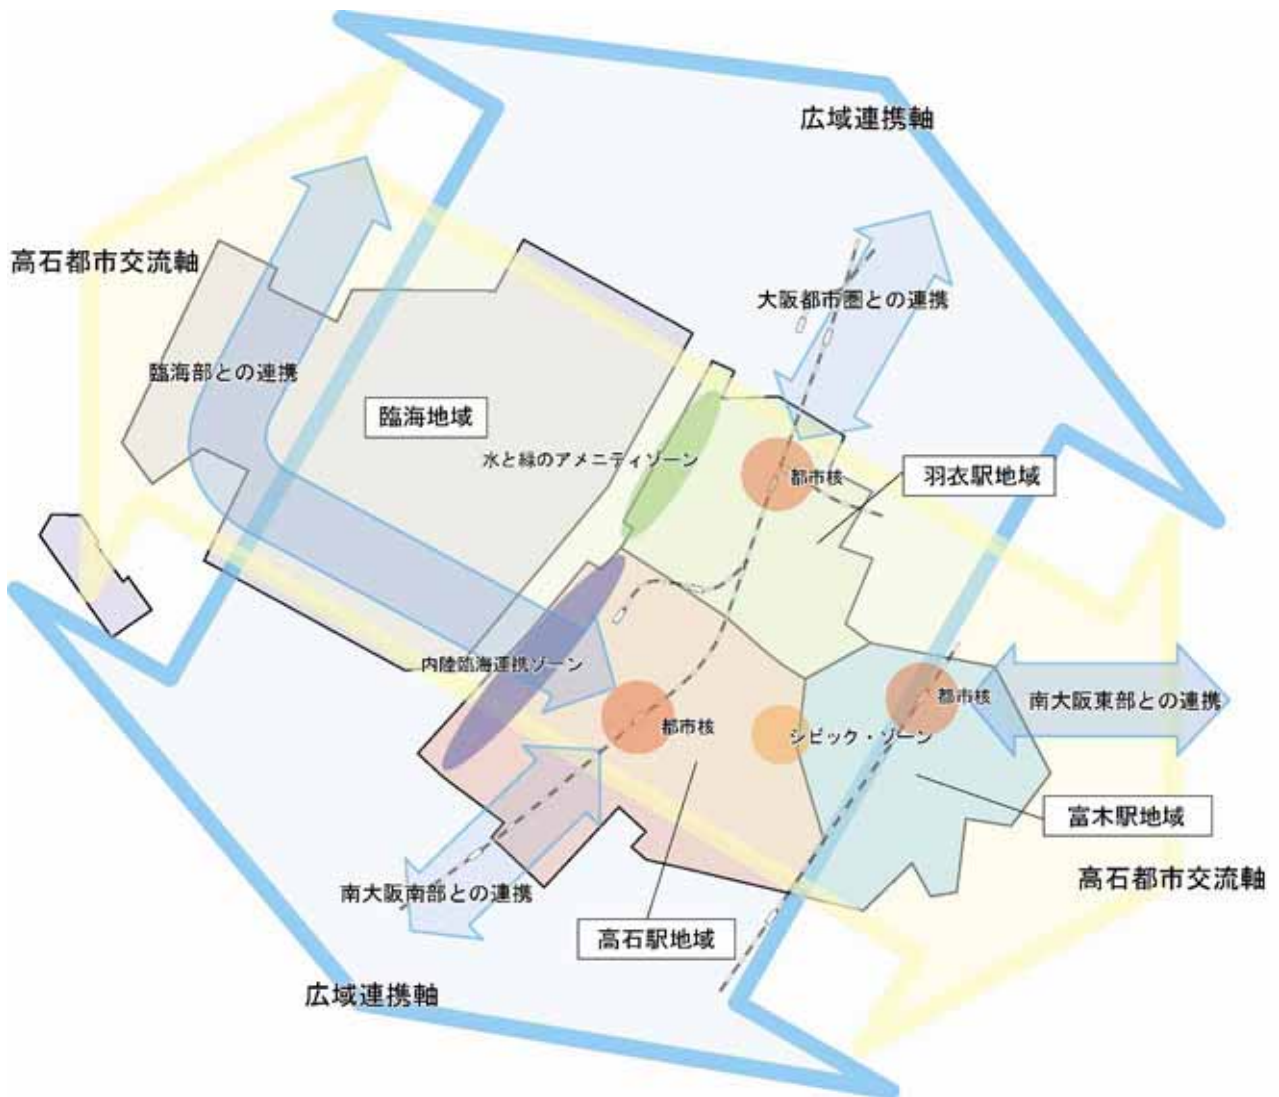 広域連携軸
高石都市交流軸
大阪都市圏との連携
臨海部との連携
臨海地域
水と緑のアメニティゾーン
都市核
羽衣駅地域
内陸臨海連携ゾーン
都市核
南大阪東部との連携
都市核
シビック・ゾーン
富木駅地域
高石都市交流軸
南大阪南部との連携
高石駅地域
広域連携軸